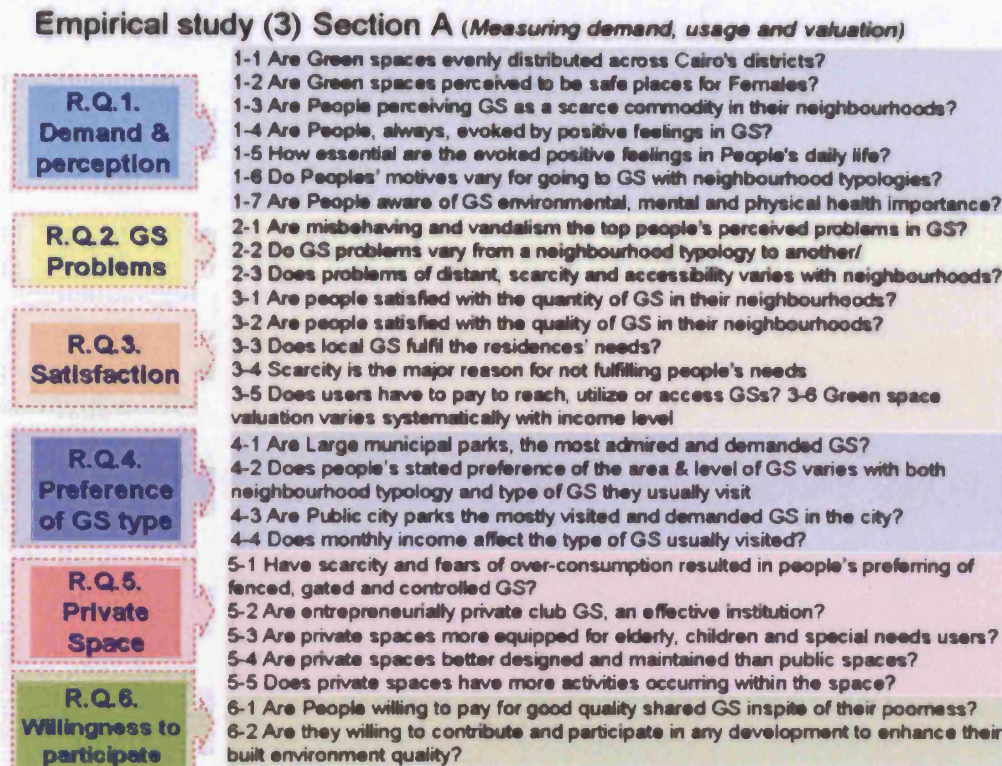 Empirical study (3) Section A (Measuring demand, usage and valuation)
R.Q.1.
Demand &
perception
1-1 Are Green spaces evenly distributed across Cairo's districts?
1-2 Are Green spaces perceived to be safe places for Females?
1-3 Are People perceiving GS as a scarce commodity in their neighbourhoods?
1-4 Are People, always, evoked by positive feelings in GS?
1-5 How essential are the evoked positive feelings in People's daily life?
1-6 Do Peoples' motives vary for going to GS with neighbourhood typologies?
1-7 Are People aware of GS environmental, mental and physical health importance?
R.Q.2. GS
Problems
2-1 Are misbehaving and vandalism the top people's perceived problems in GS?
2-2 Do GS problems vary from a neighbourhood typology to another/
2-3 Does problems of distant, scarcity and accessibility varies with neighbourhoods?
R.Q.3.
Satisfaction
3-1 Are people satisfied with the quantity of GS in their neighbourhoods?
3-2 Are people satisfied with the quality of GS in their neighbourhoods?
3-3 Does local GS fulfil the residences' needs?
3-4 Scarcity is the major reason for not fulfilling people's needs
3-5 Does users have to pay to reach, utilize or access GSs? 3-6 Green space
valuation varies systematically with income level
R.Q.4.
Preference
of GS type
4-1 Are Large municipal parks, the most admired and demanded GS?
4-2 Does people's stated preference of the area & level of GS varies with both
neighbourhood typology and type of GS they usually visit
4-3 Are Public city parks the mostly visited and demanded GS in the city?
4-4 Does monthly income affect the type of GS usually visited?
R.Q.5.
Private
Space
5-1 Have scarcity and fears of over-consumption resulted in people's preferring of
fenced, gated and controlled GS?
5-2 Are entrepreneurially private club GS, an effective institution?
5-3 Are private spaces more equipped for elderly, children and special needs users?
5-4 Are private spaces better designed and maintained than public spaces?
5-5 Does private spaces have more activities occurring within the space?
R.Q.6.
Willingness to
participate
6-1 Are People willing to pay for good quality shared GS inspite of their poorness?
6-2 Are they willing to contribute and participate in any development to enhance their
built environment quality?